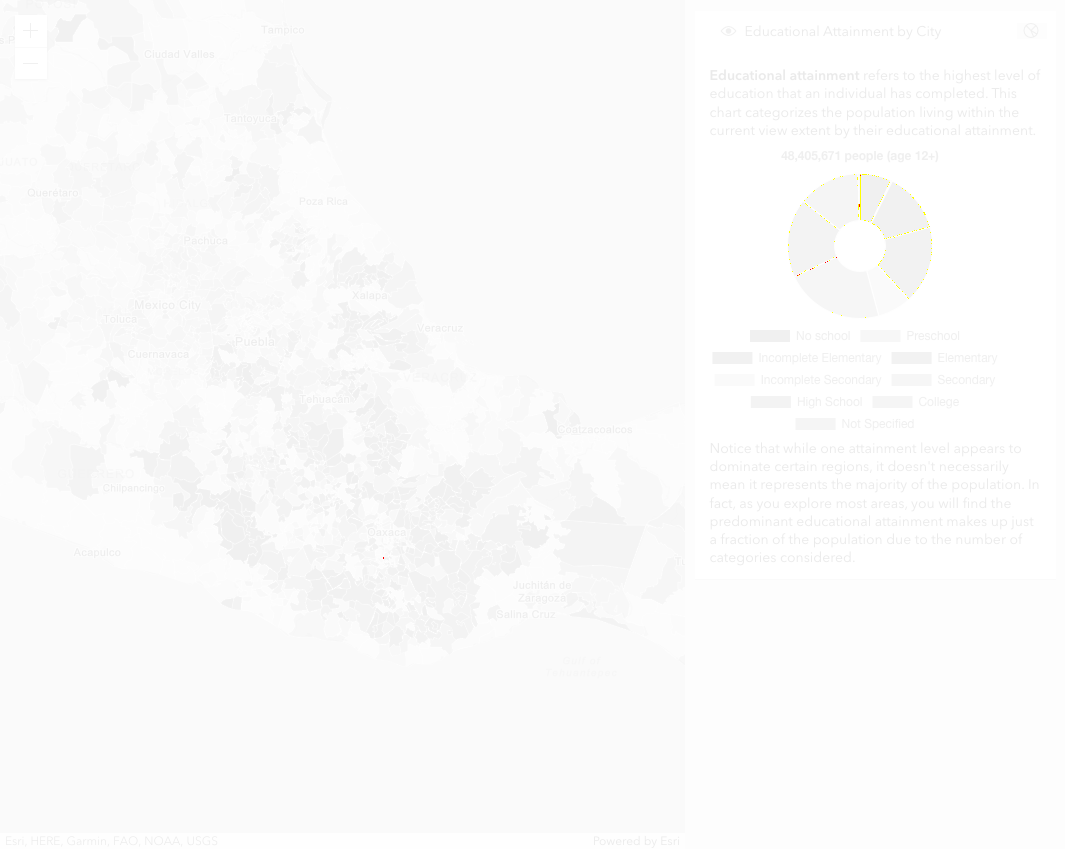 Tampico
Ciudad Valles
Tamoyuca
Querétaro
Poza Rica
Pachuca
Mexico City
Xalapa
Toluca
Veracruz
Puebla
Cuernavaca
Tehuacán
Coatzacoalcos
Chilpancingo
Oaxaca
Acapulco
Juchitán de
Zaragoza
Salina Cruz
Esri, HERE, Garmin, FAO, NOAA, USGS
Powered by Esri
Educational Attainment by City
Educational attainment refers to the highest level of
education that an individual has completed. This
chart categorizes the population living within the
current view extent by their educational attainment.
48,405,671 people (age 12+)
No school Preschool
Incomplete Elementary Elementary
Incomplete Secondary Secondary
High School College
Not Specified
Notice that while one attainment level appears to
dominate certain regions, it doesn't necessarily
mean it represents the majority of the population. In
fact, as you explore most areas, you will find the
predominant educational attainment makes up just
a fraction of the population due to the number of
categories considered.